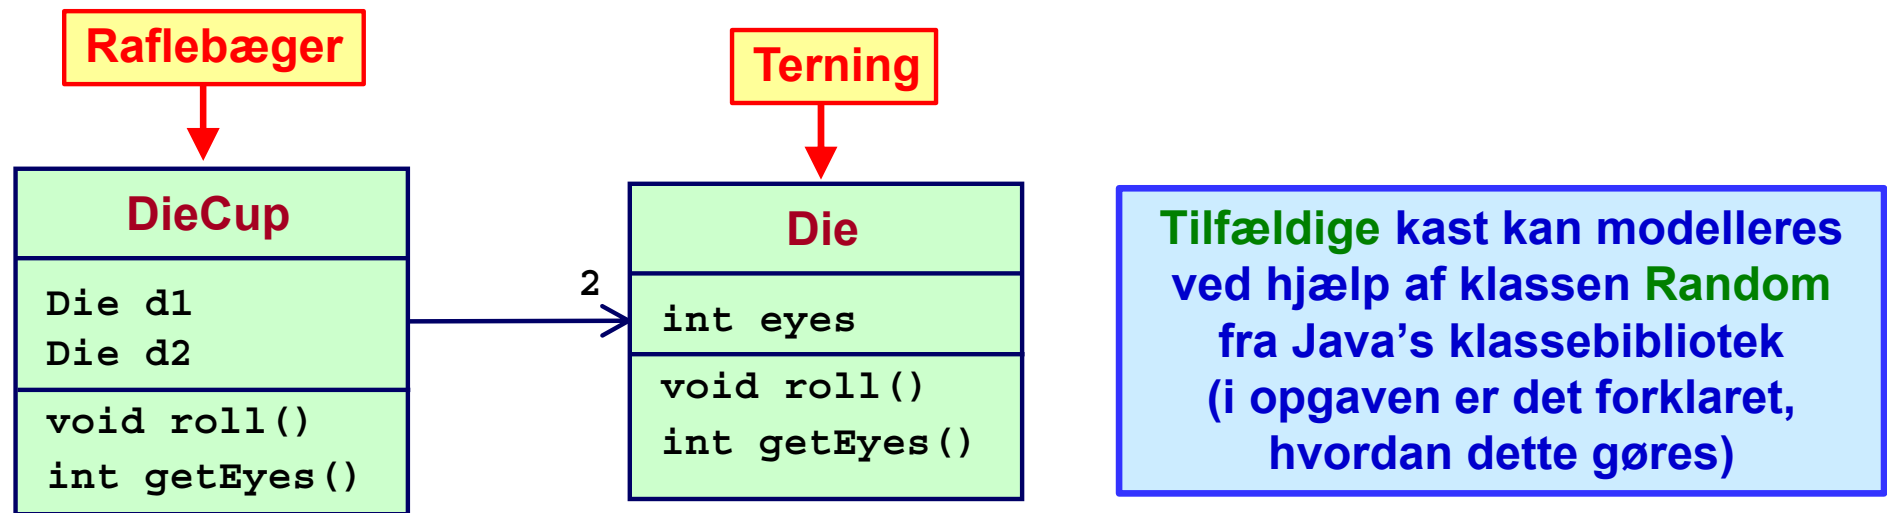 Raflebæger
Terning
DieCup
Die d1
Die d2
void roll()
int getEyes()
2
Die
int eyes
void roll()
int getEyes()
Tilfældige kast kan modelleres
ved hjælp af klassen Random
fra Java’s klassebibliotek
(i opgaven er det forklaret,
hvordan dette gøres)